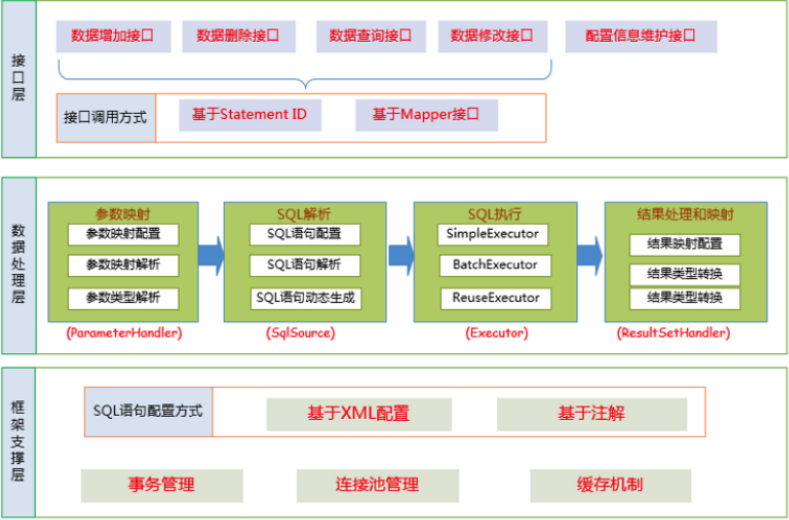 接口层
数据增加接口
数据删除接口
数据查询接口
数据修改接口
配置信息维护接口
接口调用方式
基于Statement ID
基于Mapper接口
数据处理层
参数映射
参数映射配置
参数映射解析
参数类型解析
(ParameterHandler)
SQL解析
SQL语句配置
SQL语句解析
SQL语句动态生成
(SqlSource)
SQL执行
SimpleExecutor
BatchExecutor
ReuseExecutor
(Executor)
结果处理和映射
结果映射配置
结果类型转换
结果类型转换
(ResultSetHandler)
框架支撑层
SQL语句配置方式
基于XML配置
基于注解
事务管理
连接池管理
缓存机制